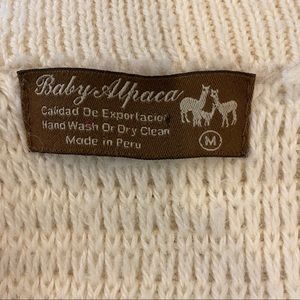 Baby Alpaca
Calidad De Exportacion
Hand Wash Or Dry Clean
Made in Peru
M